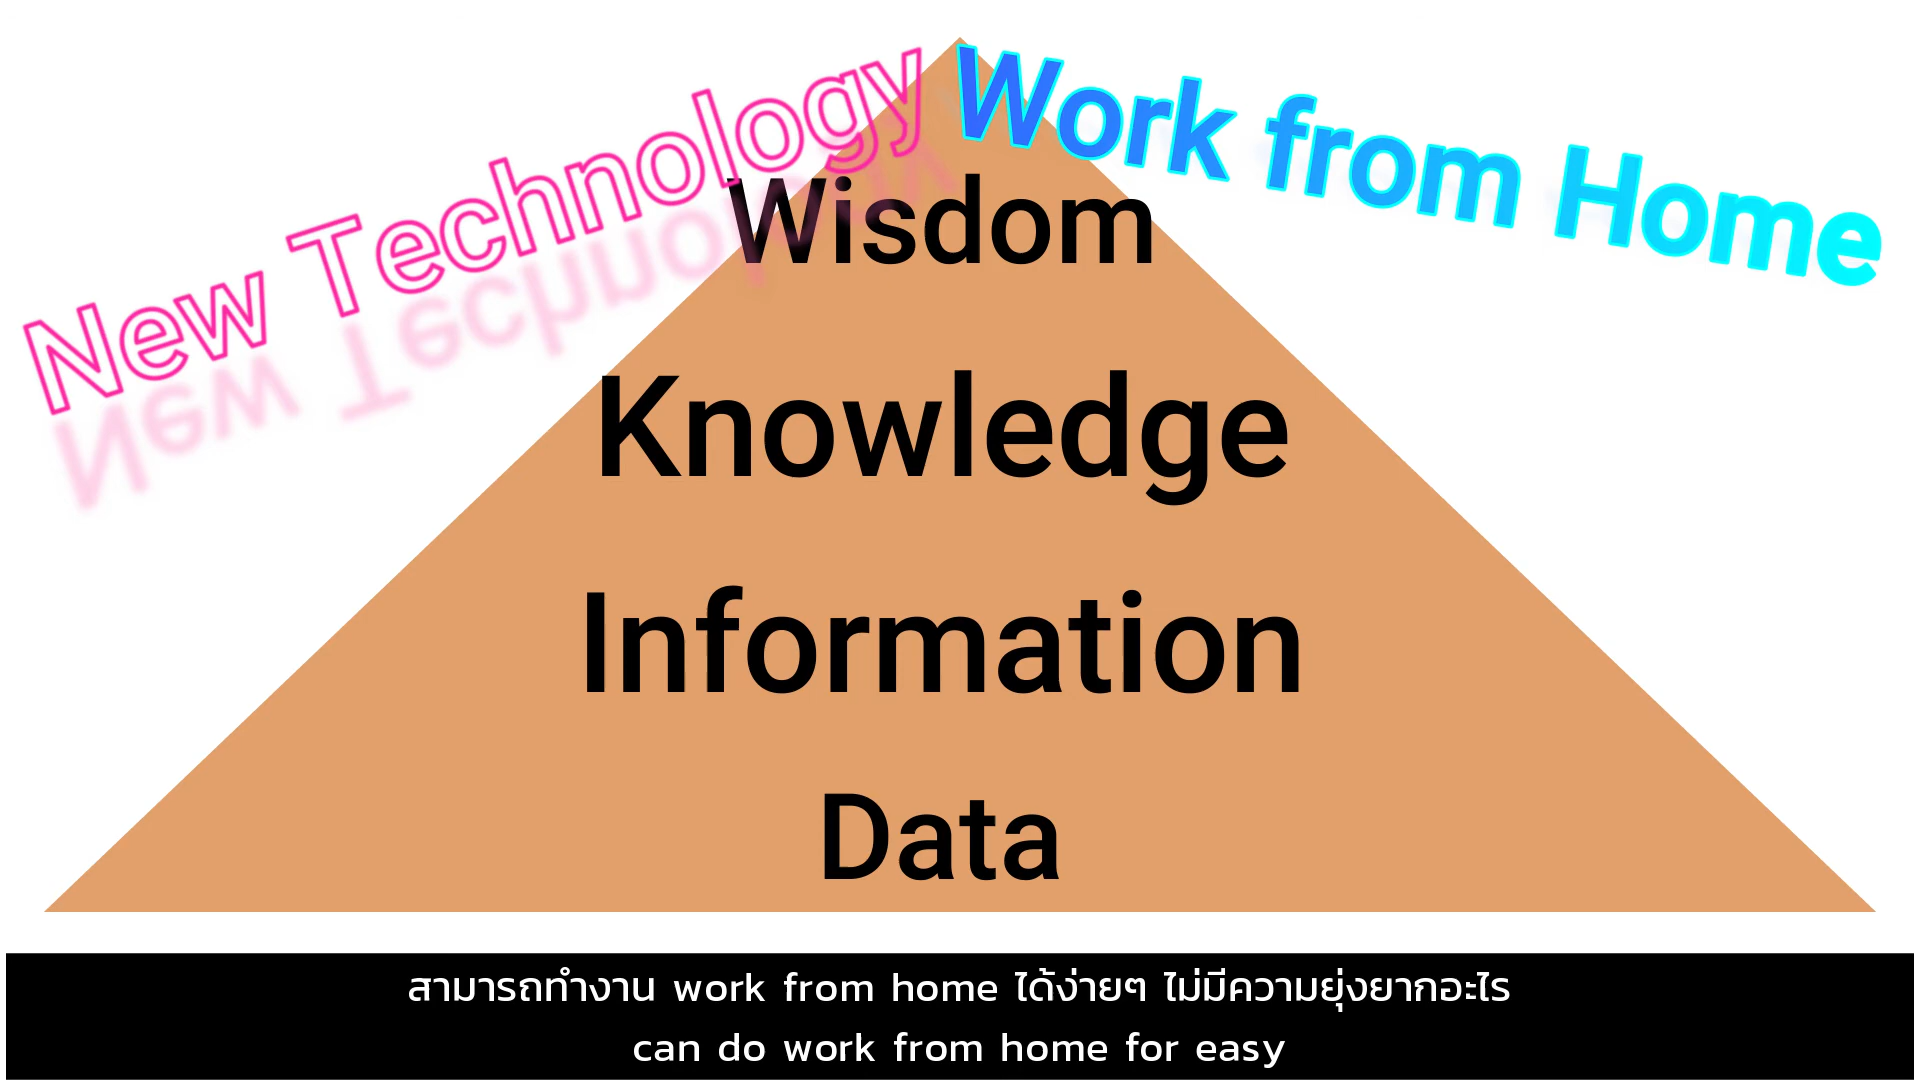 New Technology
Work from Home
Wisdom
Knowledge
Information
Data
สามารถทำงาน work from home ได้ง่ายๆ ไม่มีความยุ่งยากอะไร
can do work from home for easy